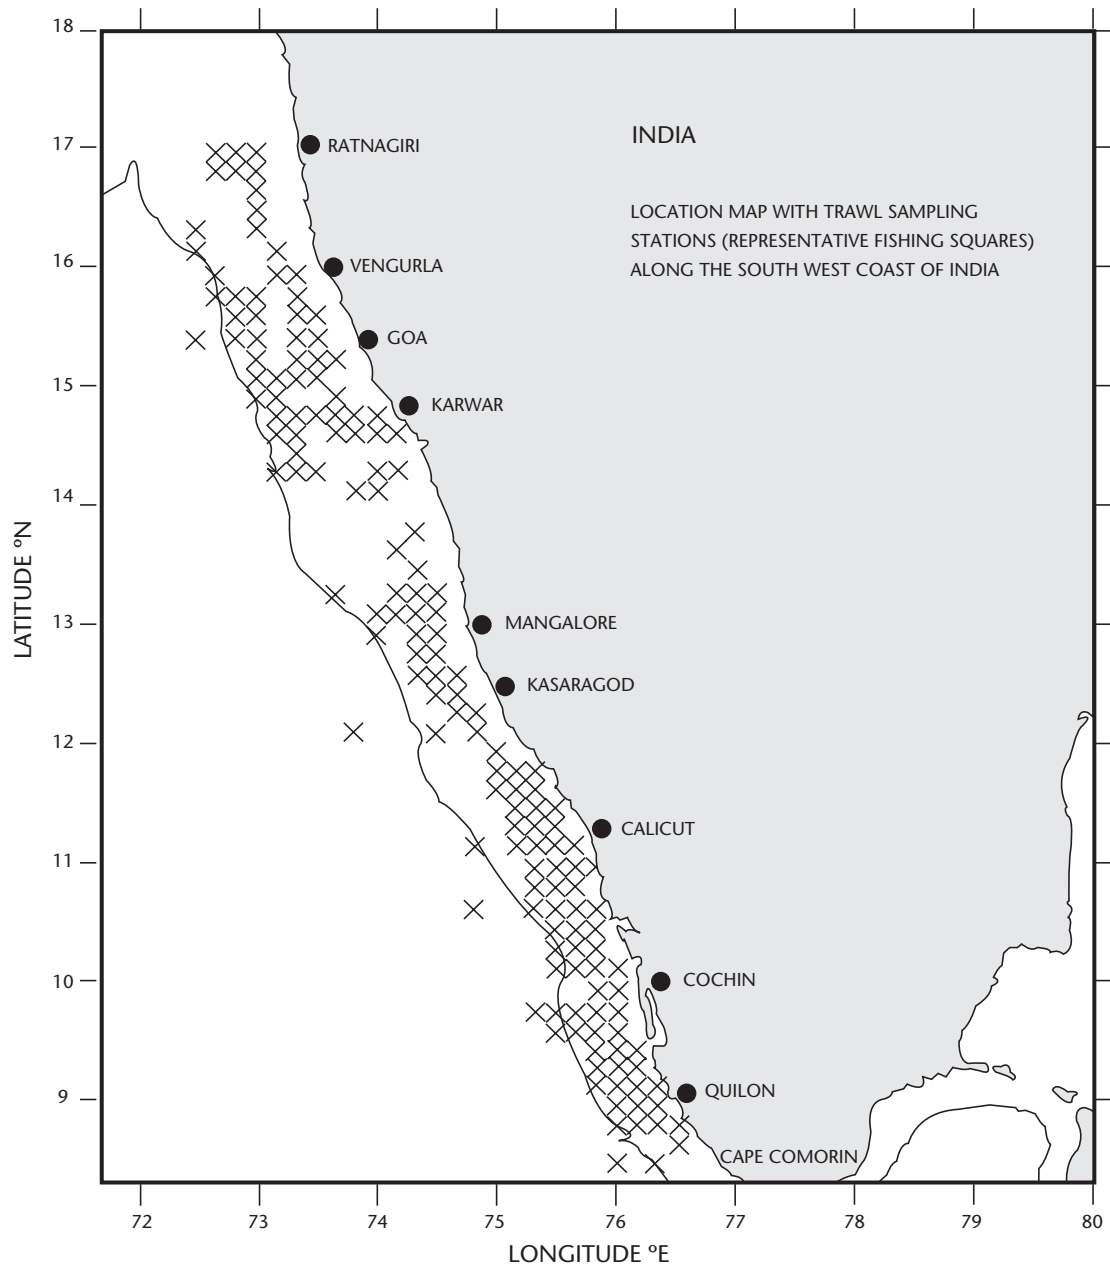 18
17
RATNAGIRI
INDIA
LOCATION MAP WITH TRAWL SAMPLING
STATIONS (REPRESENTATIVE FISHING SQUARES)
ALONG THE SOUTH WEST COAST OF INDIA
16
VENGURLA
GOA
15
KARWAR
14
LATITUDE ºN
13
MANGALORE
KASARAGOD
12
CALICUT
11
10
COCHIN
9
QUILON
CAPE COMORIN
72 73 74 75 76 77 78 79 80
LONGITUDE ºE